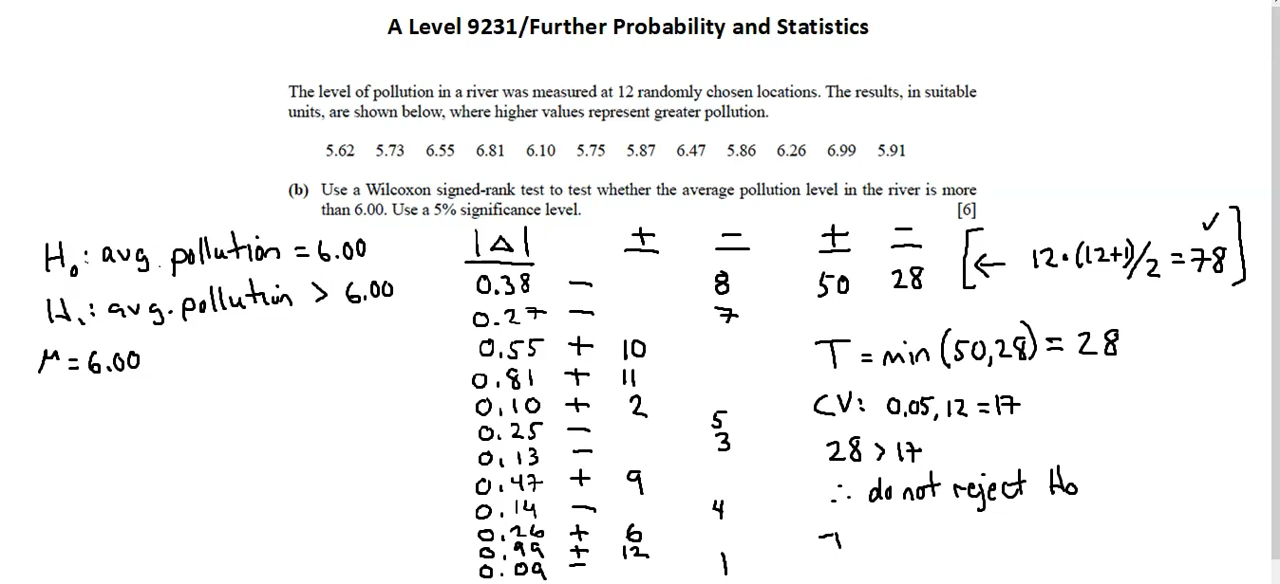 A Level 9231/Further Probability and Statistics
The level of pollution in a river was measured at 12 randomly chosen locations. The results, in suitable
units, are shown below, where higher values represent greater pollution.
5.62 5.73 6.55 6.81 6.10 5.75 5.87 6.47 5.86 6.26 6.99 5.91
(b) Use a Wilcoxon signed-rank test to test whether the average pollution level in the river is more
than 6.00. Use a 5% significance level. [6]
H₀: avg. pollution = 6.00
H₁: avg. pollution > 6.00
μ = 6.00
|Δ| ± −
0.38 − 8
0.27 − 7
0.55 + 10
0.81 + 11
0.10 + 2
0.25 − 5
0.13 − 3
0.47 + 9
0.14 − 4
0.26 + 6
0.99 + 12
0.09 − 1
± − [← 12·(12+1)/2 = 78 ✓]
50 28
T = min (50,28) = 28
CV: 0.05, 12 = 17
28 > 17
∴ do not reject H₀